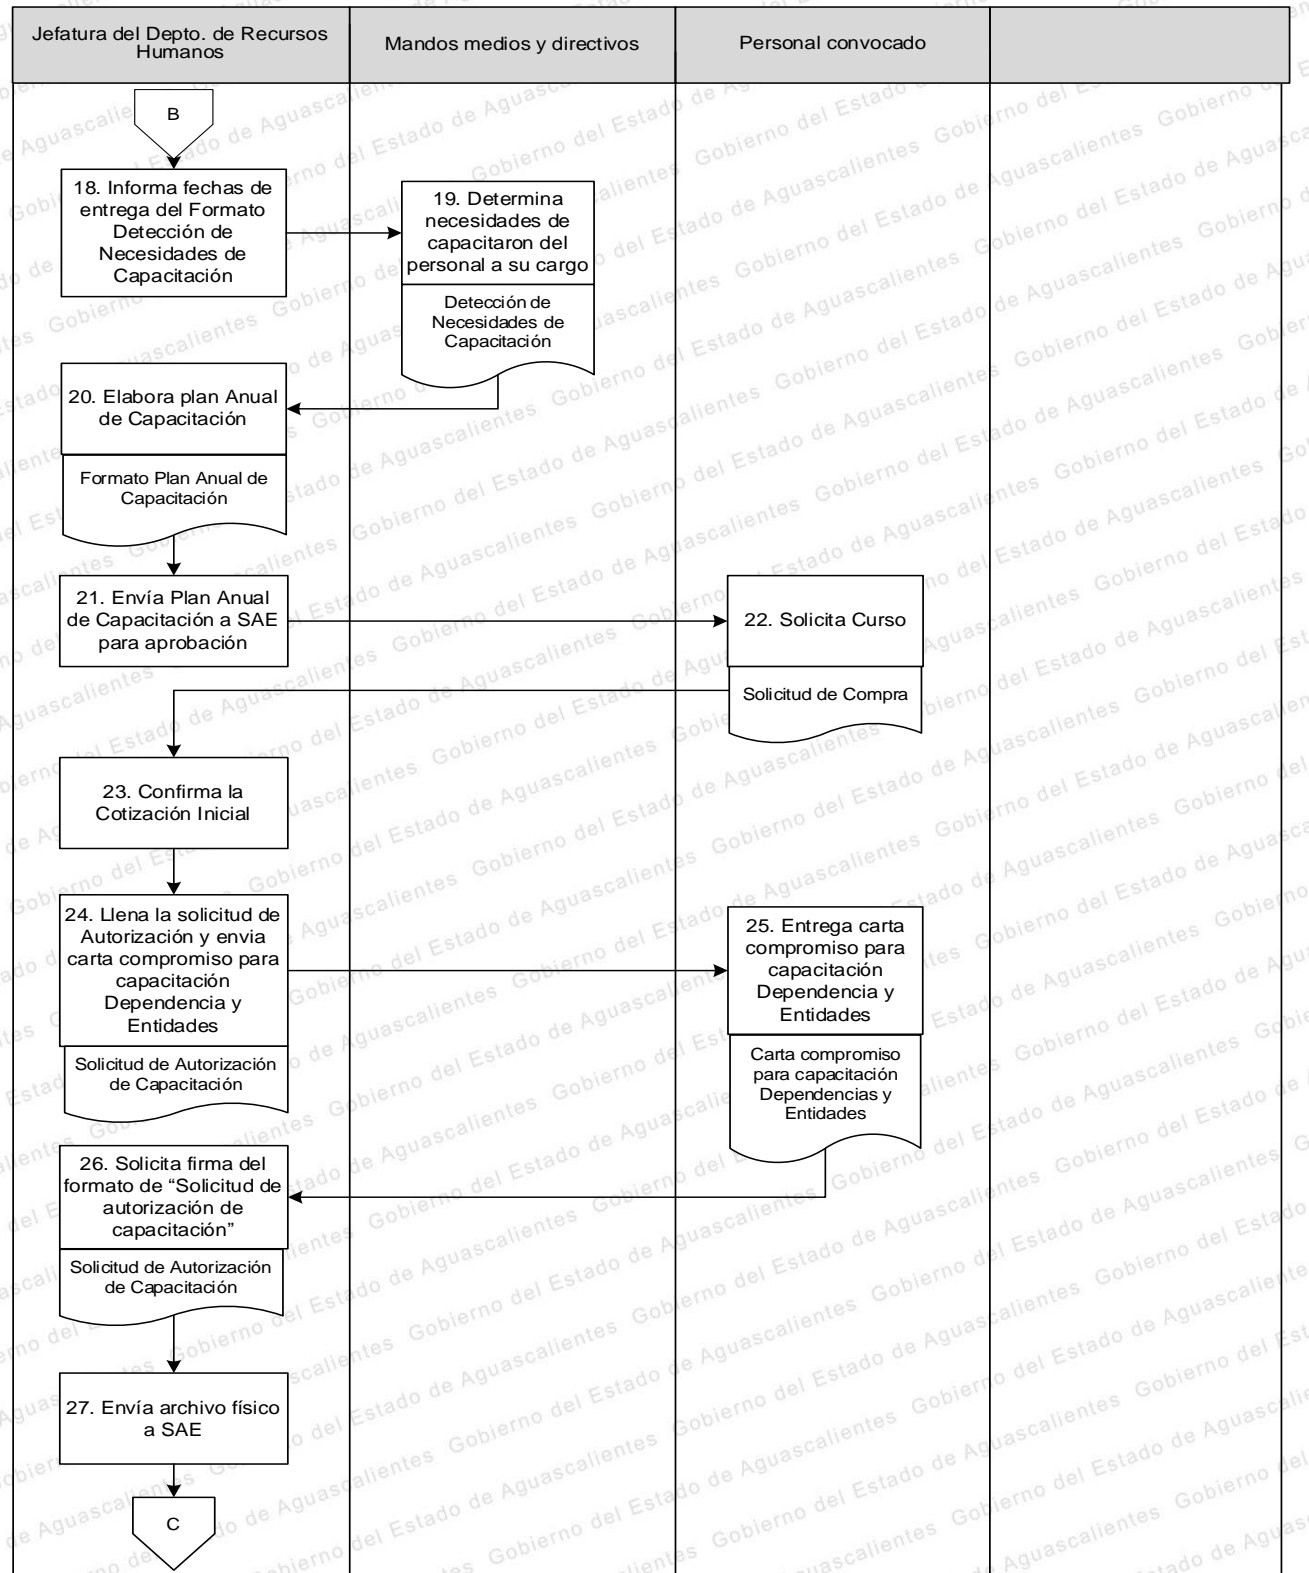 Jefatura del Depto. de Recursos
Humanos
Mandos medios y directivos
Personal convocado
B
18. Informa fechas de
entrega del Formato
Detección de
Necesidades de
Capacitación
19. Determina
necesidades de
capacitaron del
personal a su cargo
Detección de
Necesidades de
Capacitación
20. Elabora plan Anual
de Capacitación
Formato Plan Anual de
Capacitación
21. Envía Plan Anual
de Capacitación a SAE
para aprobación
22. Solicita Curso
Solicitud de Compra
23. Confirma la
Cotización Inicial
24. Llena la solicitud de
Autorización y envia
carta compromiso para
capacitación
Dependencia y
Entidades
Solicitud de Autorización
de Capacitación
25. Entrega carta
compromiso para
capacitación
Dependencia y
Entidades
Carta compromiso
para capacitación
Dependencias y
Entidades
26. Solicita firma del
formato de “Solicitud de
autorización de
capacitación”
Solicitud de Autorización
de Capacitación
27. Envía archivo físico
a SAE
C
Gobierno del Estado de Aguascalientes